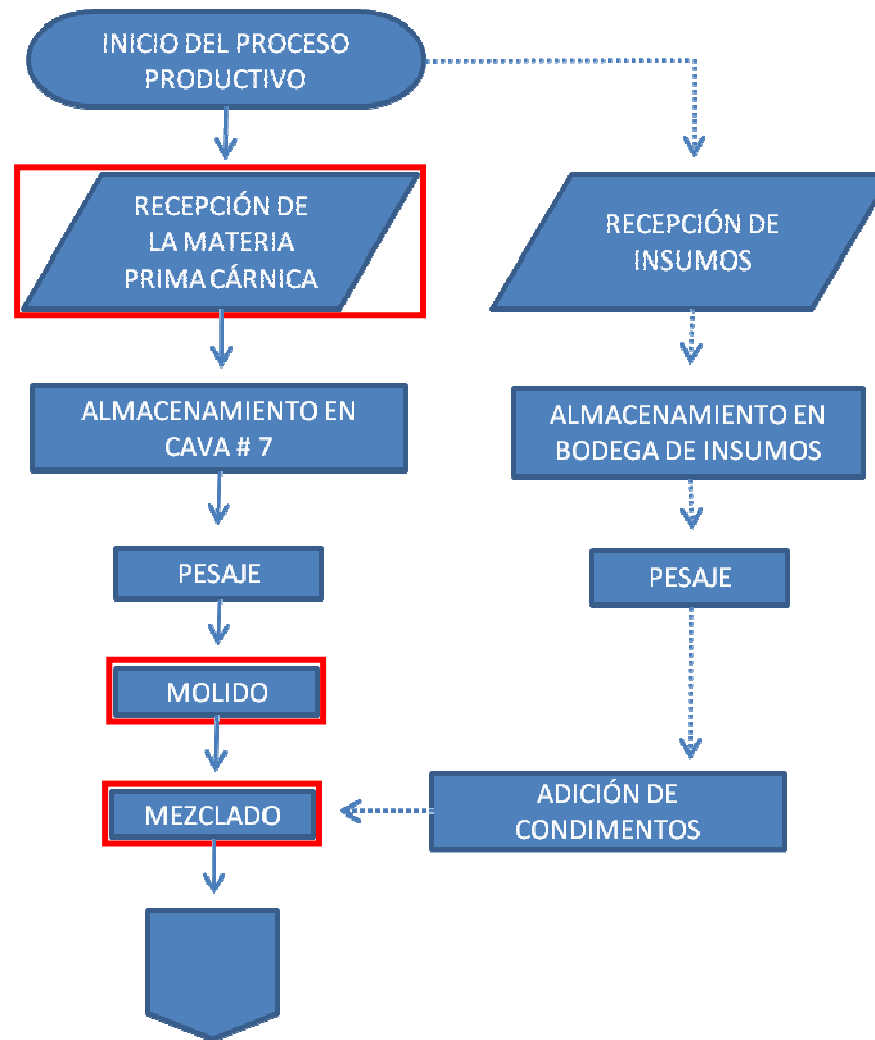 INICIO DEL PROCESO
PRODUCTIVO
RECEPCIÓN DE
LA MATERIA
PRIMA CÁRNICA
RECEPCIÓN DE
INSUMOS
ALMACENAMIENTO EN
CAVA # 7
ALMACENAMIENTO EN
BODEGA DE INSUMOS
PESAJE
PESAJE
MOLIDO
MEZCLADO
ADICIÓN DE
CONDIMENTOS